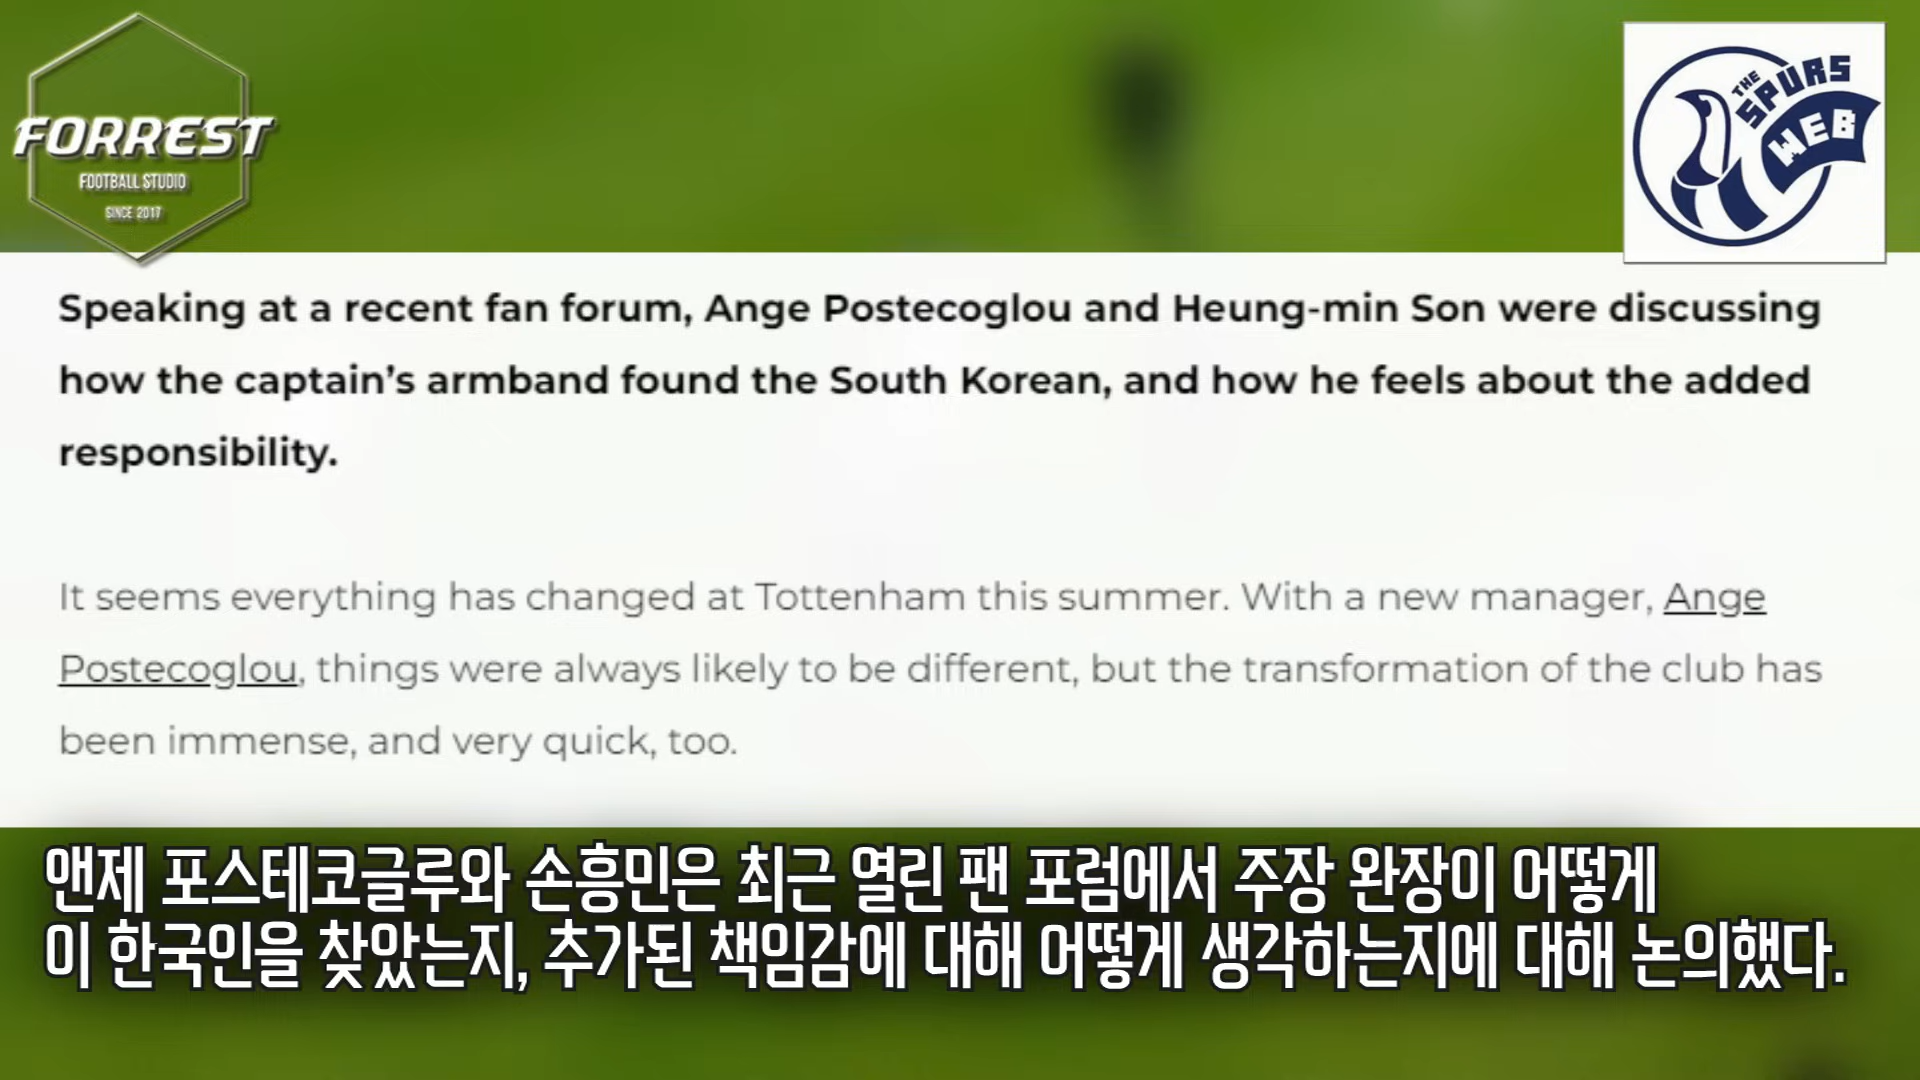 FORREST
FOOTBALL STUDIO
SINCE 2017
THE
SPURS
WEB
Speaking at a recent fan forum, Ange Postecoglou and Heung-min Son were discussing
how the captain’s armband found the South Korean, and how he feels about the added
responsibility.
It seems everything has changed at Tottenham this summer. With a new manager, Ange
Postecoglou, things were always likely to be different, but the transformation of the club has
been immense, and very quick, too.
앤제 포스테코글루와 손흥민은 최근 열린 팬 포럼에서 주장 완장이 어떻게
이 한국인을 찾았는지, 추가된 책임감에 대해 어떻게 생각하는지에 대해 논의했다.